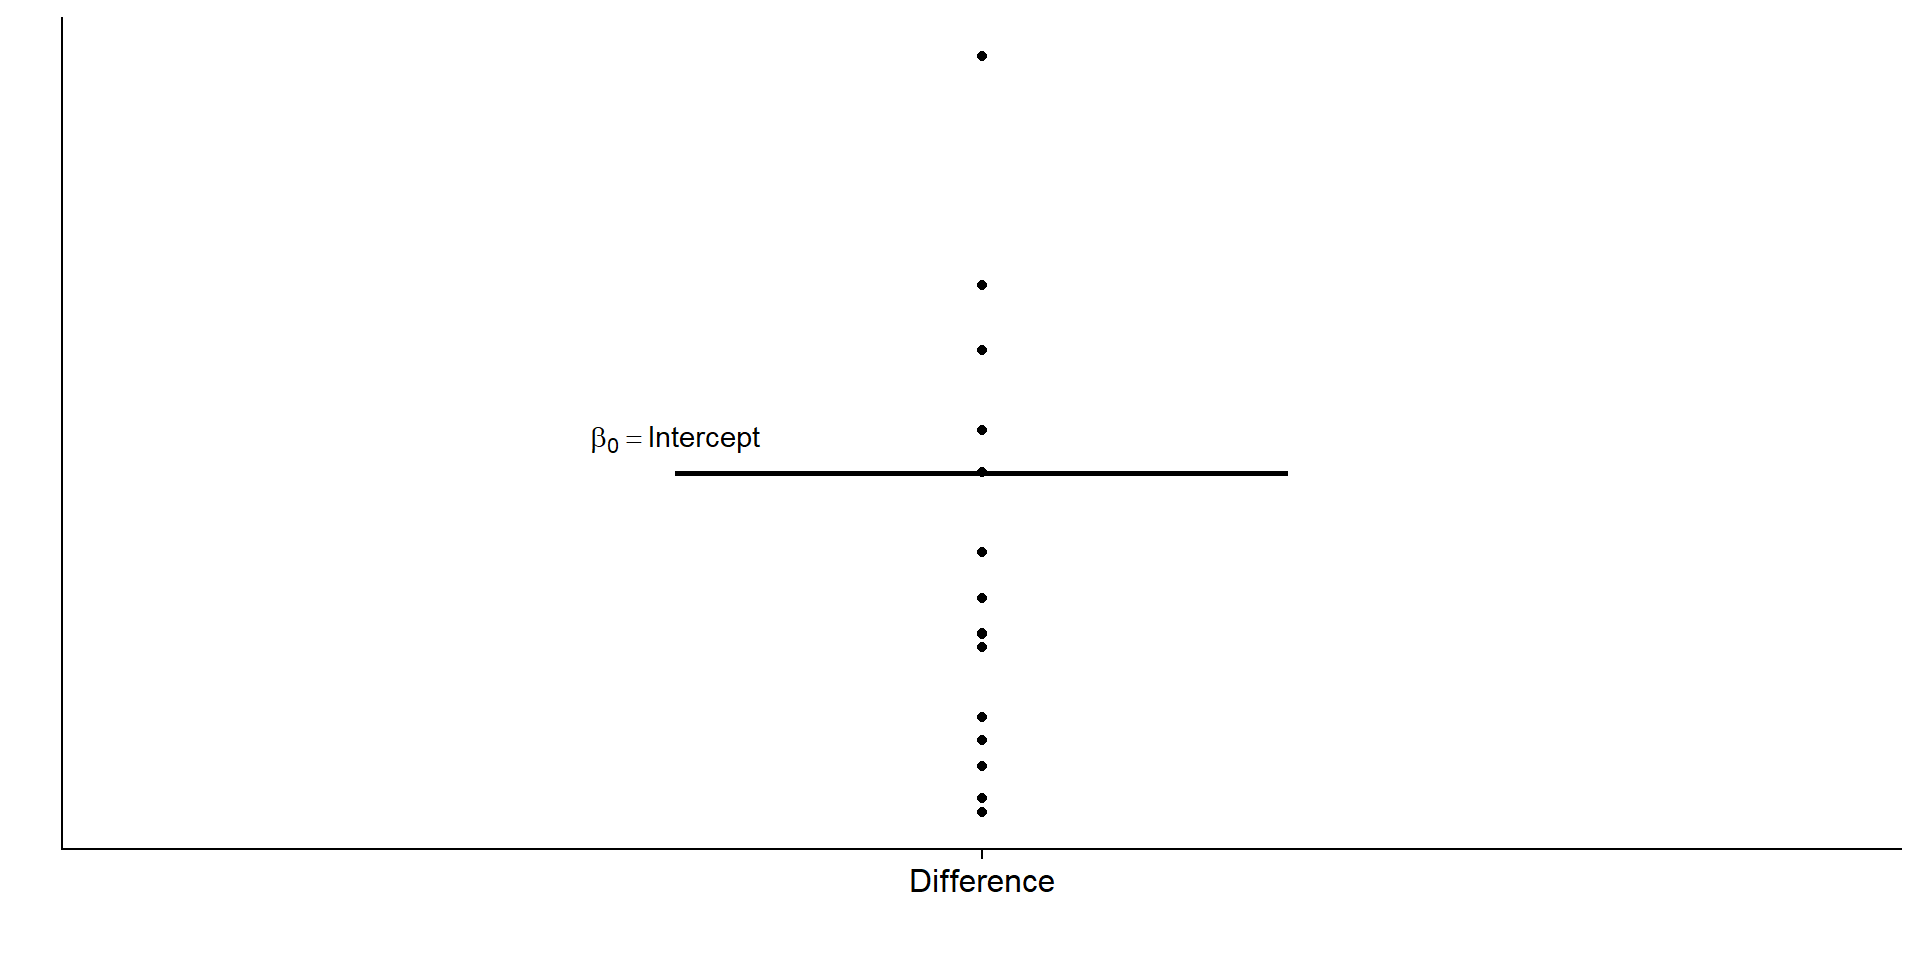 β₀ = Intercept
Difference